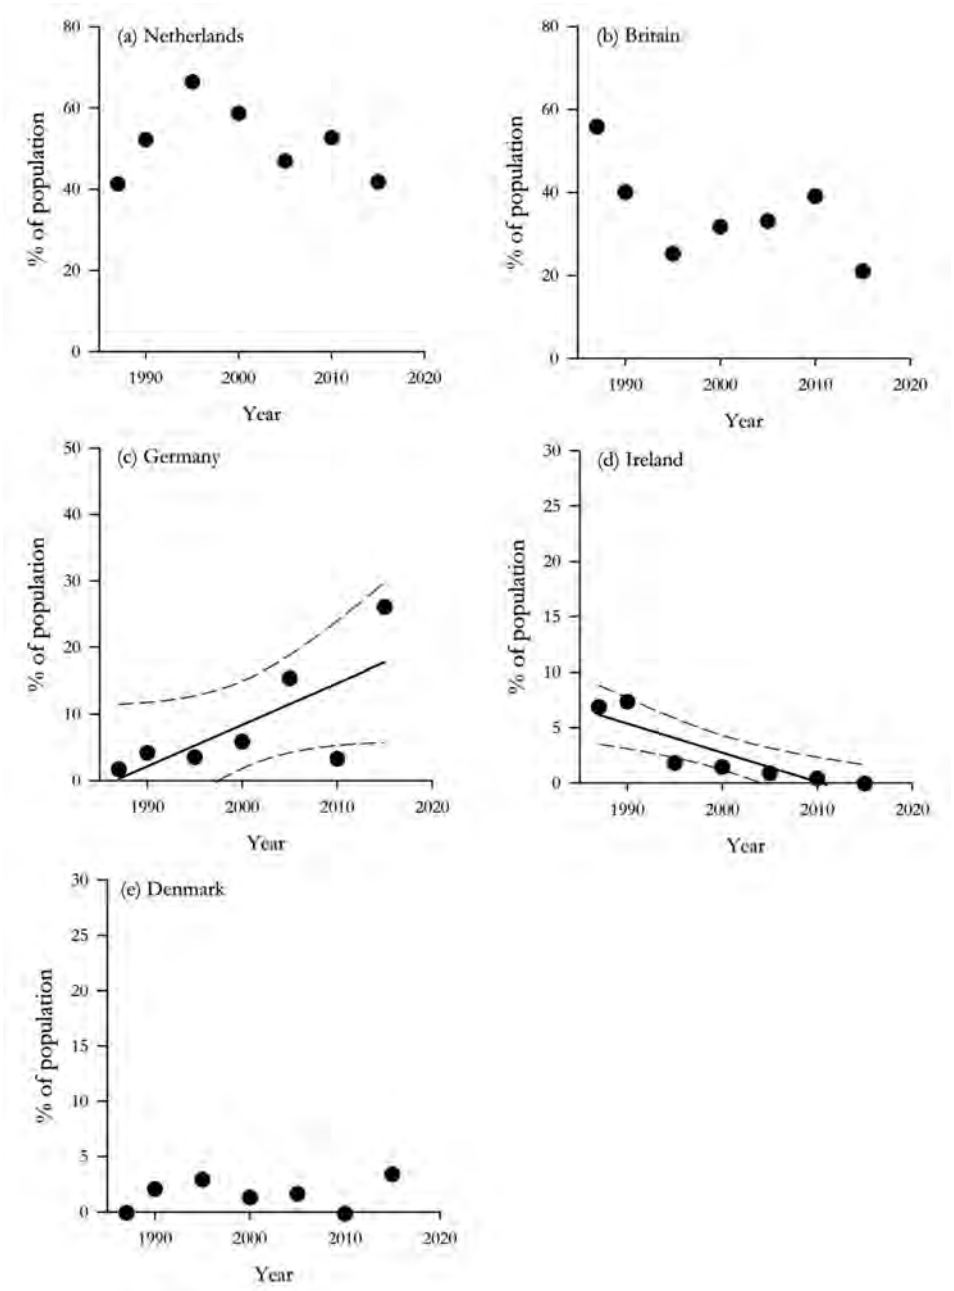 (a) Netherlands
80
60
40
20
0
% of population
1990 2000 2010 2020
Year
(b) Britain
80
60
40
20
0
% of population
1990 2000 2010 2020
Year
(c) Germany
50
40
30
20
10
0
% of population
1990 2000 2010 2020
Year
(d) Ireland
30
25
20
15
10
5
0
% of population
1990 2000 2010 2020
Year
(e) Denmark
30
25
20
15
10
5
0
% of population
1990 2000 2010 2020
Year